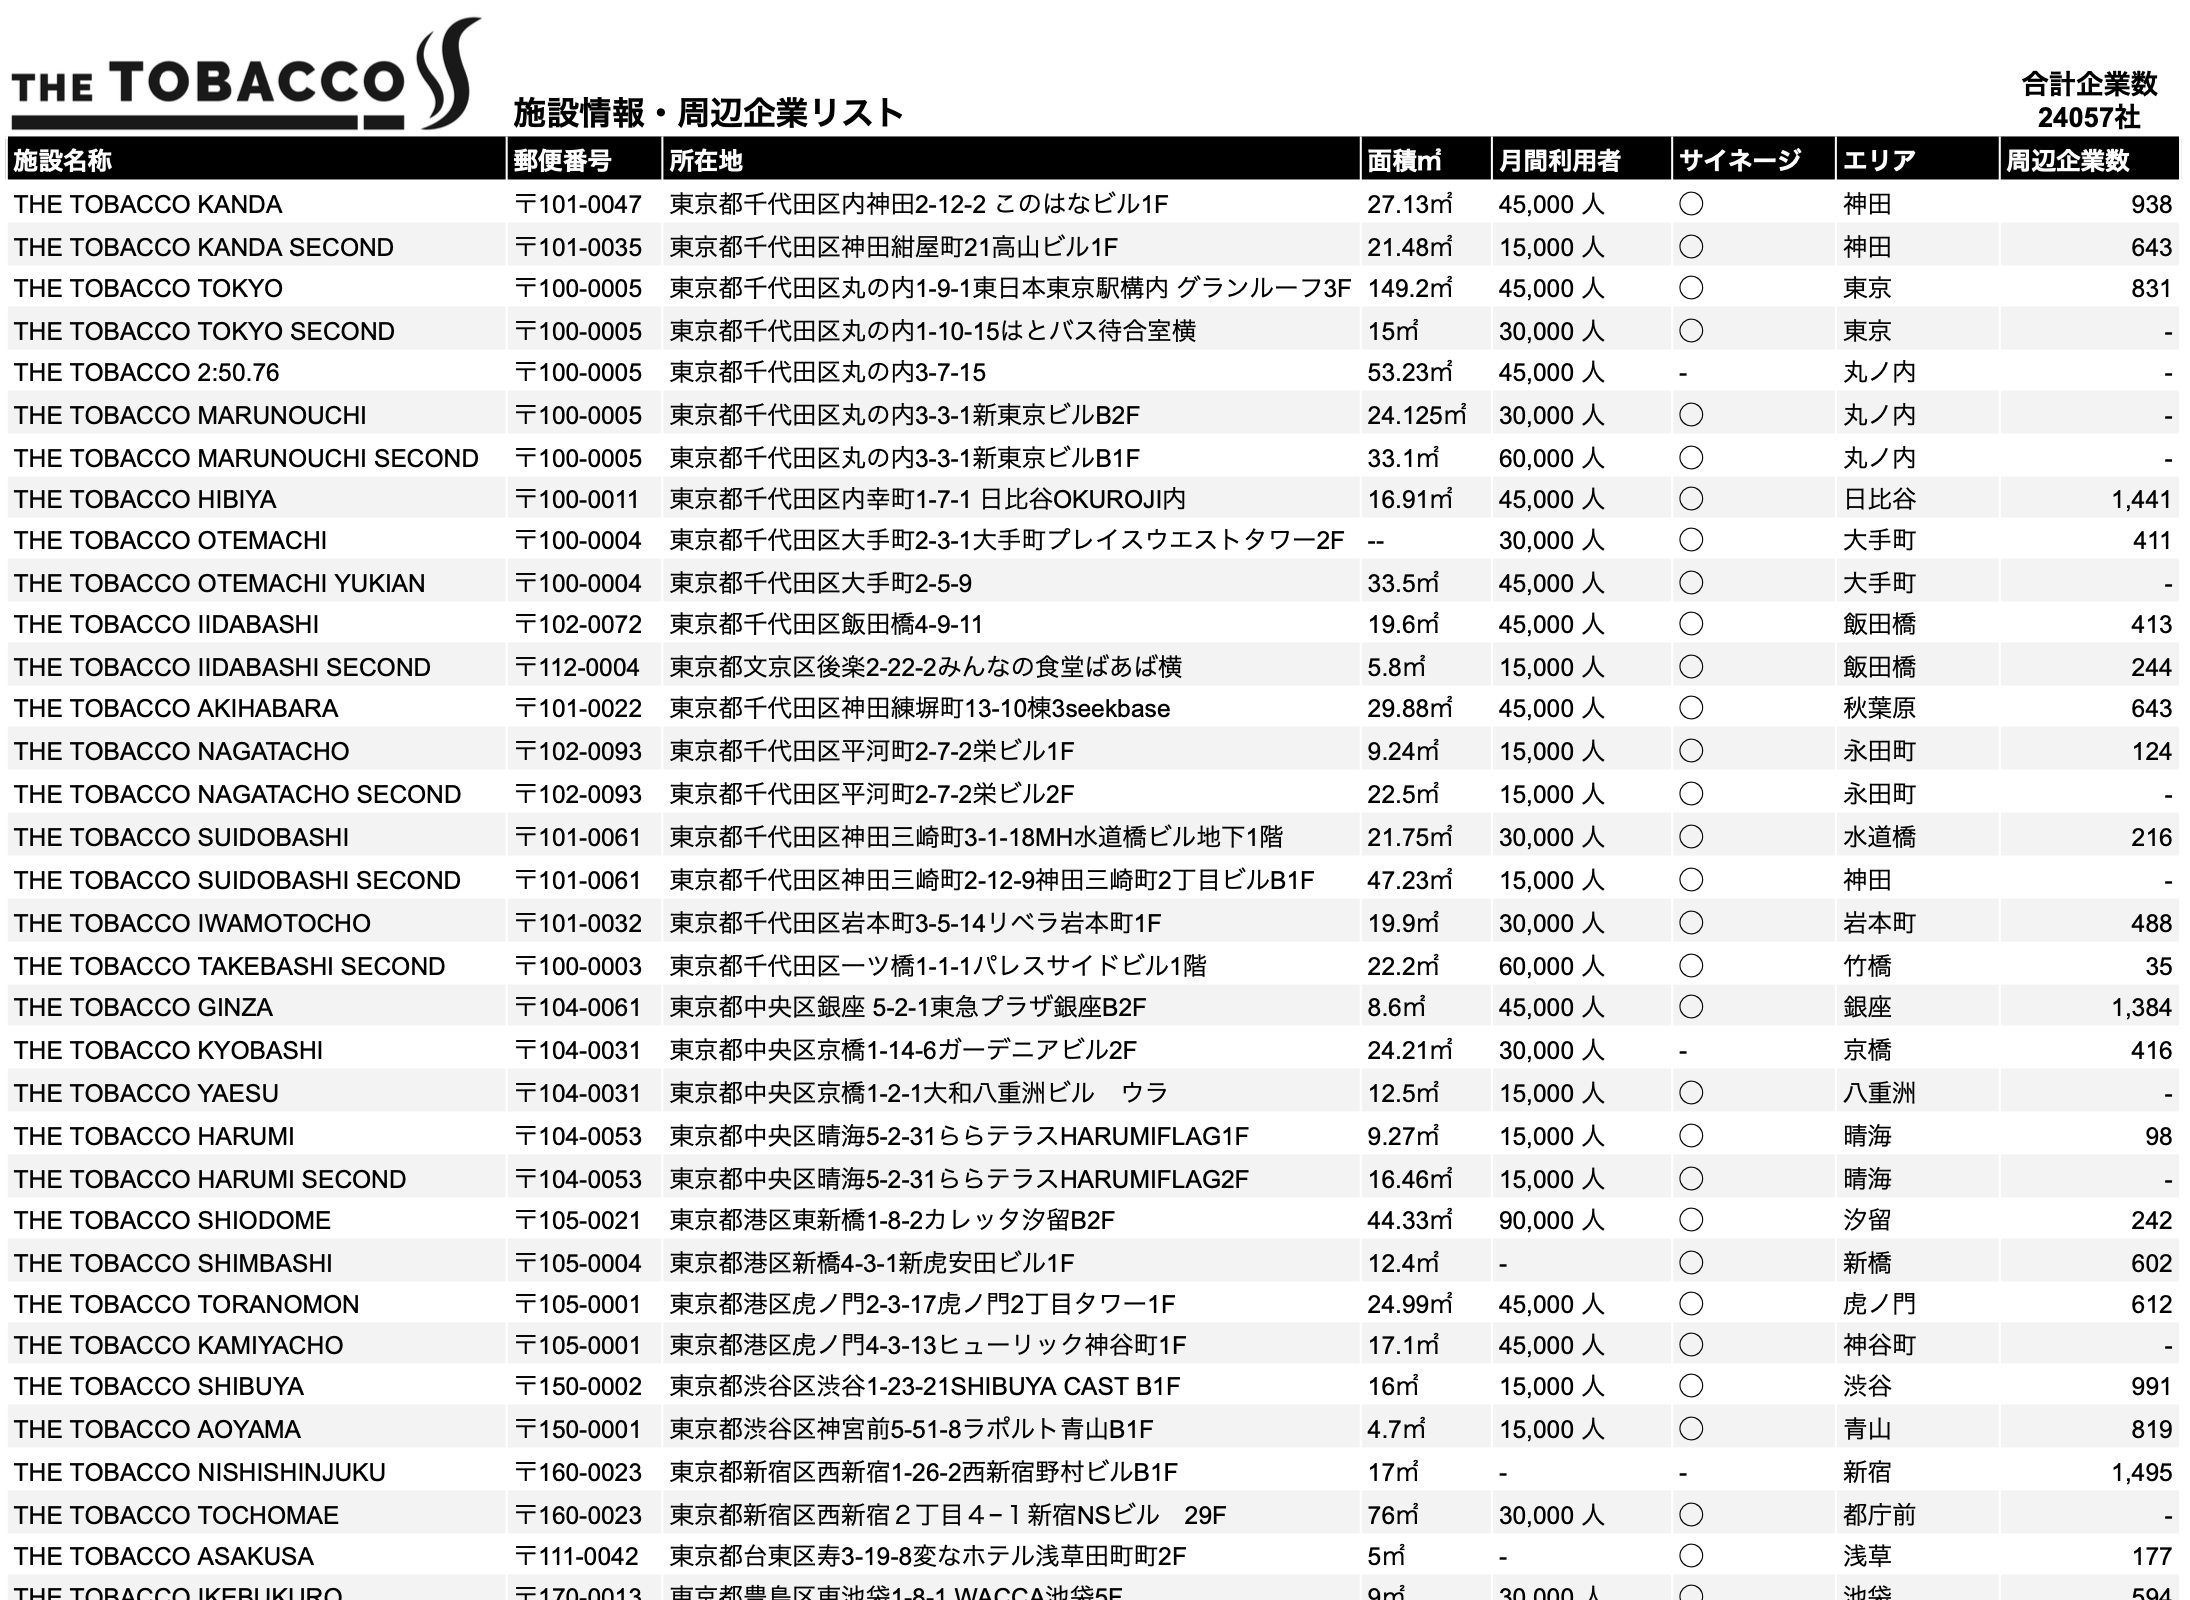 THE TOBACCO
施設情報・周辺企業リスト
合計企業数
24057社
施設名称 郵便番号 所在地 面積㎡ 月間利用者 サイネージ エリア 周辺企業数
THE TOBACCO KANDA 〒101-0047 東京都千代田区内神田2-12-2 このはなビル1F 27.13㎡ 45,000 人 〇 神田 938
THE TOBACCO KANDA SECOND 〒101-0035 東京都千代田区神田紺屋町21高山ビル1F 21.48㎡ 15,000 人 〇 神田 643
THE TOBACCO TOKYO 〒100-0005 東京都千代田区丸の内1-9-1東日本東京駅構内 グランルーフ3F 149.2㎡ 45,000 人 〇 東京 831
THE TOBACCO TOKYO SECOND 〒100-0005 東京都千代田区丸の内1-10-15はとバス待合室横 15㎡ 30,000 人 〇 東京 -
THE TOBACCO 2:50.76 〒100-0005 東京都千代田区丸の内3-7-15 53.23㎡ 45,000 人 - 丸ノ内 -
THE TOBACCO MARUNOUCHI 〒100-0005 東京都千代田区丸の内3-3-1新東京ビルB2F 24.125㎡ 30,000 人 〇 丸ノ内 -
THE TOBACCO MARUNOUCHI SECOND 〒100-0005 東京都千代田区丸の内3-3-1新東京ビルB1F 33.1㎡ 60,000 人 〇 丸ノ内 -
THE TOBACCO HIBIYA 〒100-0011 東京都千代田区内幸町1-7-1 日比谷OKUROJI内 16.91㎡ 45,000 人 〇 日比谷 1,441
THE TOBACCO OTEMACHI 〒100-0004 東京都千代田区大手町2-3-1大手町プレイスウエストタワー2F -- 30,000 人 〇 大手町 411
THE TOBACCO OTEMACHI YUKIAN 〒100-0004 東京都千代田区大手町2-5-9 33.5㎡ 45,000 人 〇 大手町 -
THE TOBACCO IIDABASHI 〒102-0072 東京都千代田区飯田橋4-9-11 19.6㎡ 45,000 人 〇 飯田橋 413
THE TOBACCO IIDABASHI SECOND 〒112-0004 東京都文京区後楽2-22-2みんなの食堂ばあば横 5.8㎡ 15,000 人 〇 飯田橋 244
THE TOBACCO AKIHABARA 〒101-0022 東京都千代田区神田練塀町13-10棟3seekbase 29.88㎡ 45,000 人 〇 秋葉原 643
THE TOBACCO NAGATACHO 〒102-0093 東京都千代田区平河町2-7-2栄ビル1F 9.24㎡ 15,000 人 〇 永田町 124
THE TOBACCO NAGATACHO SECOND 〒102-0093 東京都千代田区平河町2-7-2栄ビル2F 22.5㎡ 15,000 人 〇 永田町 -
THE TOBACCO SUIDOBASHI 〒101-0061 東京都千代田区神田三崎町3-1-18MH水道橋ビル地下1階 21.75㎡ 30,000 人 〇 水道橋 216
THE TOBACCO SUIDOBASHI SECOND 〒101-0061 東京都千代田区神田三崎町2-12-9神田三崎町2丁目ビルB1F 47.23㎡ 15,000 人 〇 神田 -
THE TOBACCO IWAMOTOCHO 〒101-0032 東京都千代田区岩本町3-5-14リベラ岩本町1F 19.9㎡ 30,000 人 〇 岩本町 488
THE TOBACCO TAKEBASHI SECOND 〒100-0003 東京都千代田区一ツ橋1-1-1パレスサイドビル1階 22.2㎡ 60,000 人 〇 竹橋 35
THE TOBACCO GINZA 〒104-0061 東京都中央区銀座 5-2-1東急プラザ銀座B2F 8.6㎡ 45,000 人 〇 銀座 1,384
THE TOBACCO KYOBASHI 〒104-0031 東京都中央区京橋1-14-6ガーデニアビル2F 24.21㎡ 30,000 人 - 京橋 416
THE TOBACCO YAESU 〒104-0031 東京都中央区京橋1-2-1大和八重洲ビル　ウラ 12.5㎡ 15,000 人 〇 八重洲 -
THE TOBACCO HARUMI 〒104-0053 東京都中央区晴海5-2-31ららテラスHARUMIFLAG1F 9.27㎡ 15,000 人 〇 晴海 98
THE TOBACCO HARUMI SECOND 〒104-0053 東京都中央区晴海5-2-31ららテラスHARUMIFLAG2F 16.46㎡ 15,000 人 〇 晴海 -
THE TOBACCO SHIODOME 〒105-0021 東京都港区東新橋1-8-2カレッタ汐留B2F 44.33㎡ 90,000 人 〇 汐留 242
THE TOBACCO SHIMBASHI 〒105-0004 東京都港区新橋4-3-1新虎安田ビル1F 12.4㎡ - 〇 新橋 602
THE TOBACCO TORANOMON 〒105-0001 東京都港区虎ノ門2-3-17虎ノ門2丁目タワー1F 24.99㎡ 45,000 人 〇 虎ノ門 612
THE TOBACCO KAMIYACHO 〒105-0001 東京都港区虎ノ門4-3-13ヒューリック神谷町1F 17.1㎡ 45,000 人 〇 神谷町 -
THE TOBACCO SHIBUYA 〒150-0002 東京都渋谷区渋谷1-23-21SHIBUYA CAST B1F 16㎡ 15,000 人 〇 渋谷 991
THE TOBACCO AOYAMA 〒150-0001 東京都渋谷区神宮前5-51-8ラポルト青山B1F 4.7㎡ 15,000 人 〇 青山 819
THE TOBACCO NISHISHINJUKU 〒160-0023 東京都新宿区西新宿1-26-2西新宿野村ビルB1F 17㎡ - - 新宿 1,495
THE TOBACCO TOCHOMAE 〒160-0023 東京都新宿区西新宿２丁目４−１新宿NSビル　29F 76㎡ 30,000 人 〇 都庁前 -
THE TOBACCO ASAKUSA 〒111-0042 東京都台東区寿3-19-8変なホテル浅草田町町2F 5㎡ - 〇 浅草 177
THE TOBACCO IKEBUKURO 〒170-0013 東京都豊島区東池袋1-8-1 WACCA池袋5F 9㎡ 30,000 人 〇 池袋 594